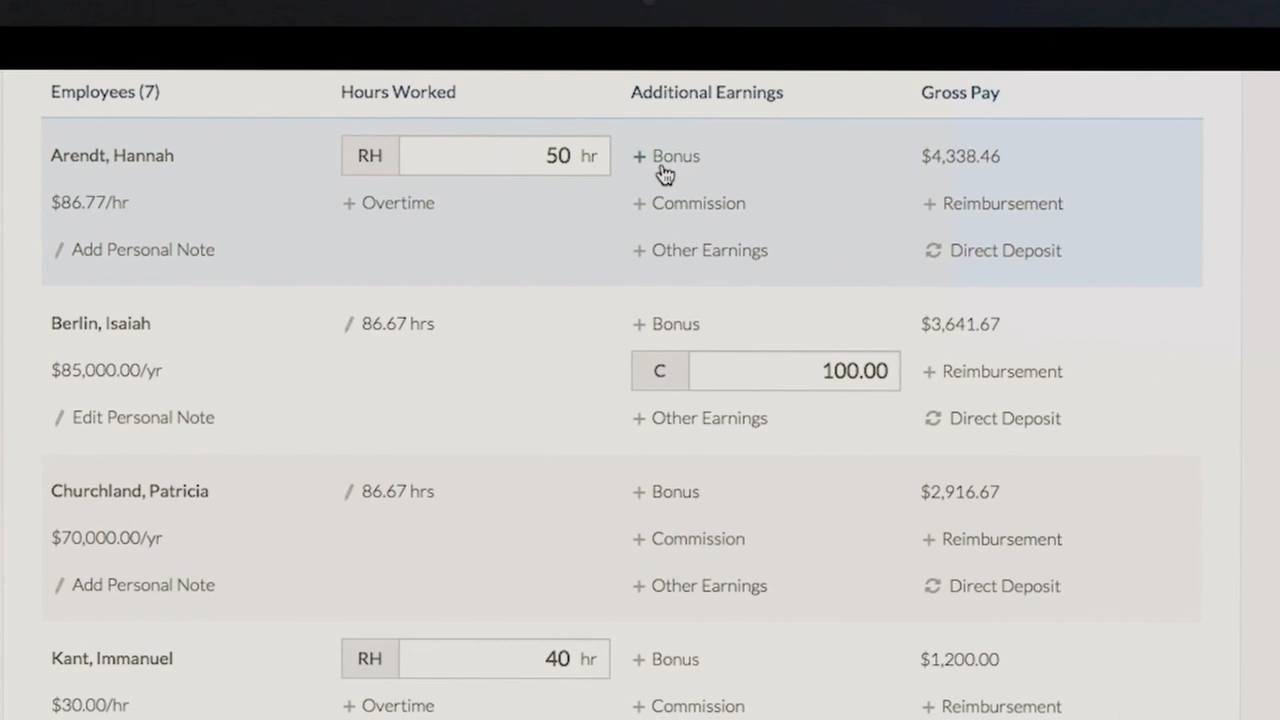 Employees (7) Hours Worked Additional Earnings Gross Pay
Arendt, Hannah RH 50 hr + Bonus $4,338.46
$86.77/hr + Overtime + Commission + Reimbursement
Add Personal Note + Other Earnings Direct Deposit
Berlin, Isaiah 86.67 hrs + Bonus $3,641.67
$85,000.00/yr C 100.00 + Reimbursement
Edit Personal Note + Other Earnings Direct Deposit
Churchland, Patricia 86.67 hrs + Bonus $2,916.67
$70,000.00/yr + Commission + Reimbursement
Add Personal Note + Other Earnings Direct Deposit
Kant, Immanuel RH 40 hr + Bonus $1,200.00
$30.00/hr + Overtime + Commission + Reimbursement